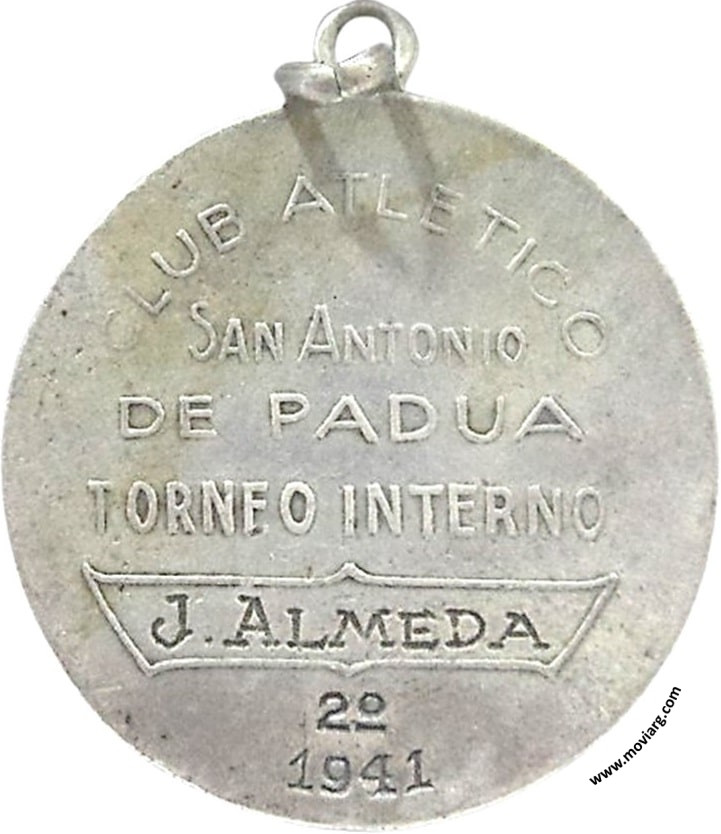 CLUB ATLETICO
SAN ANTONIO
DE PADUA
TORNEO INTERNO
J. ALMEDA
2º
1941
www.moviarg.com